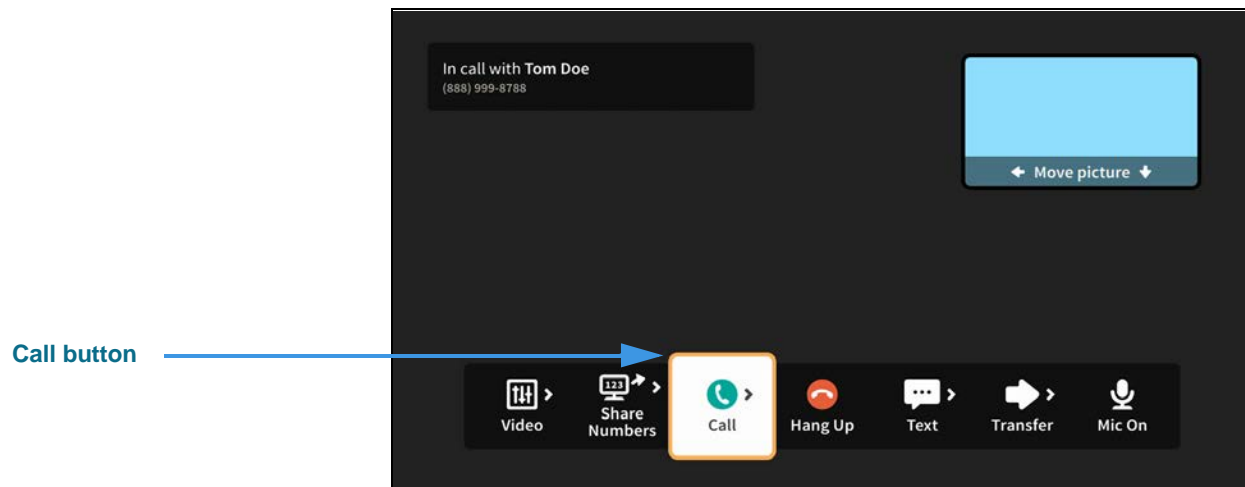 In call with Tom Doe
(888) 999-8788
Move picture
Call button
123
Video
Share
Numbers
Call
Hang Up
Text
Transfer
Mic On